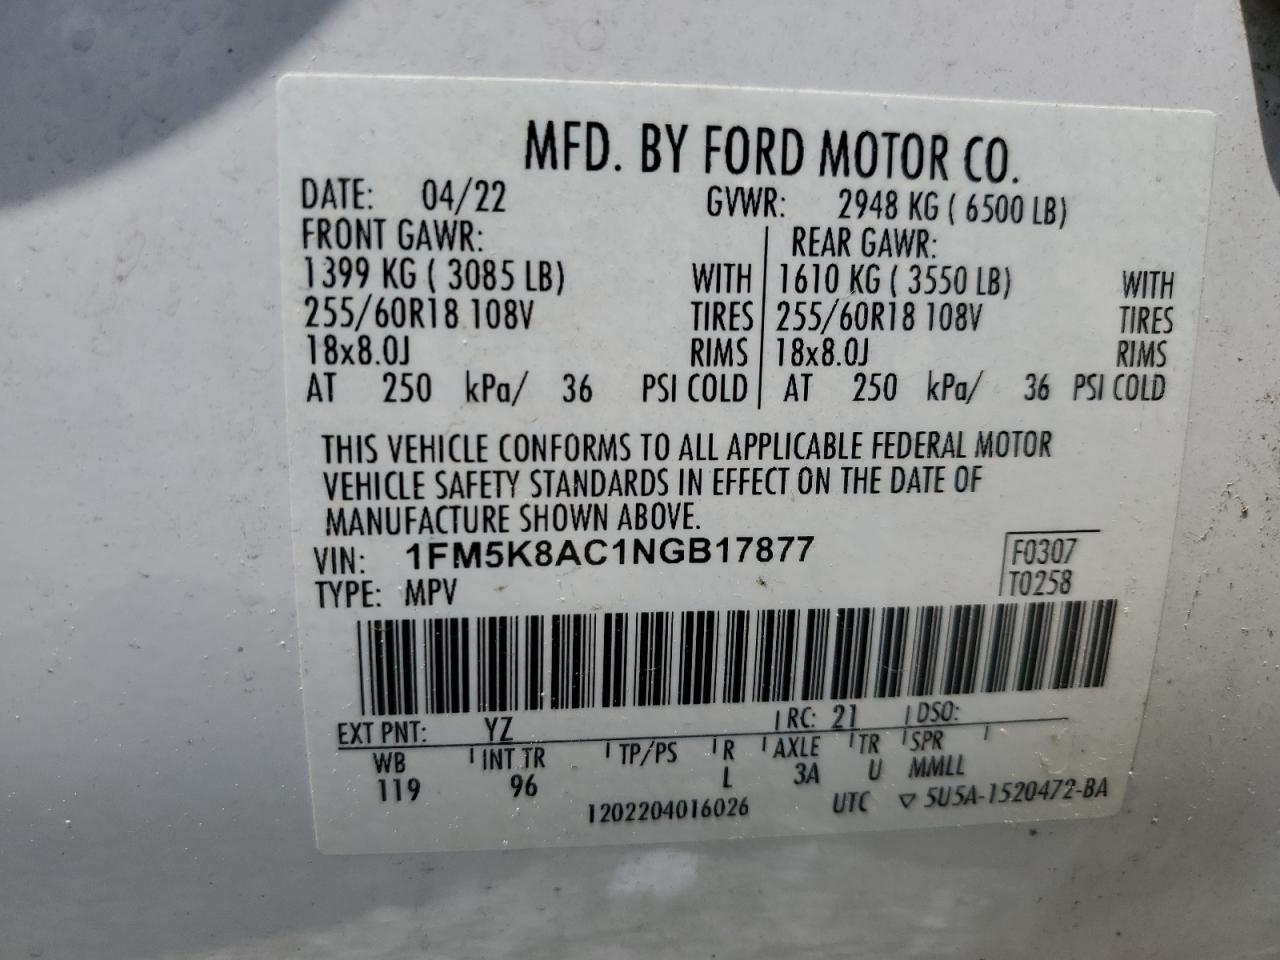 MFD. BY FORD MOTOR CO.
DATE: 04/22 GVWR: 2948 KG ( 6500 LB)
FRONT GAWR: REAR GAWR:
1399 KG ( 3085 LB) WITH 1610 KG ( 3550 LB) WITH
255/60R18 108V TIRES 255/60R18 108V TIRES
18x8.0J RIMS 18x8.0J RIMS
AT 250 kPa/ 36 PSI COLD AT 250 kPa/ 36 PSI COLD
THIS VEHICLE CONFORMS TO ALL APPLICABLE FEDERAL MOTOR
VEHICLE SAFETY STANDARDS IN EFFECT ON THE DATE OF
MANUFACTURE SHOWN ABOVE.
VIN: 1FM5K8AC1NGB17877 F0307
TYPE: MPV T0258
EXT PNT: YZ RC: 21 DSO:
WB INT TR TP/PS R AXLE TR SPR
119 96 L 3A U MMLL
1202204016026 UTC ▽ 5U5A-1520472-BA